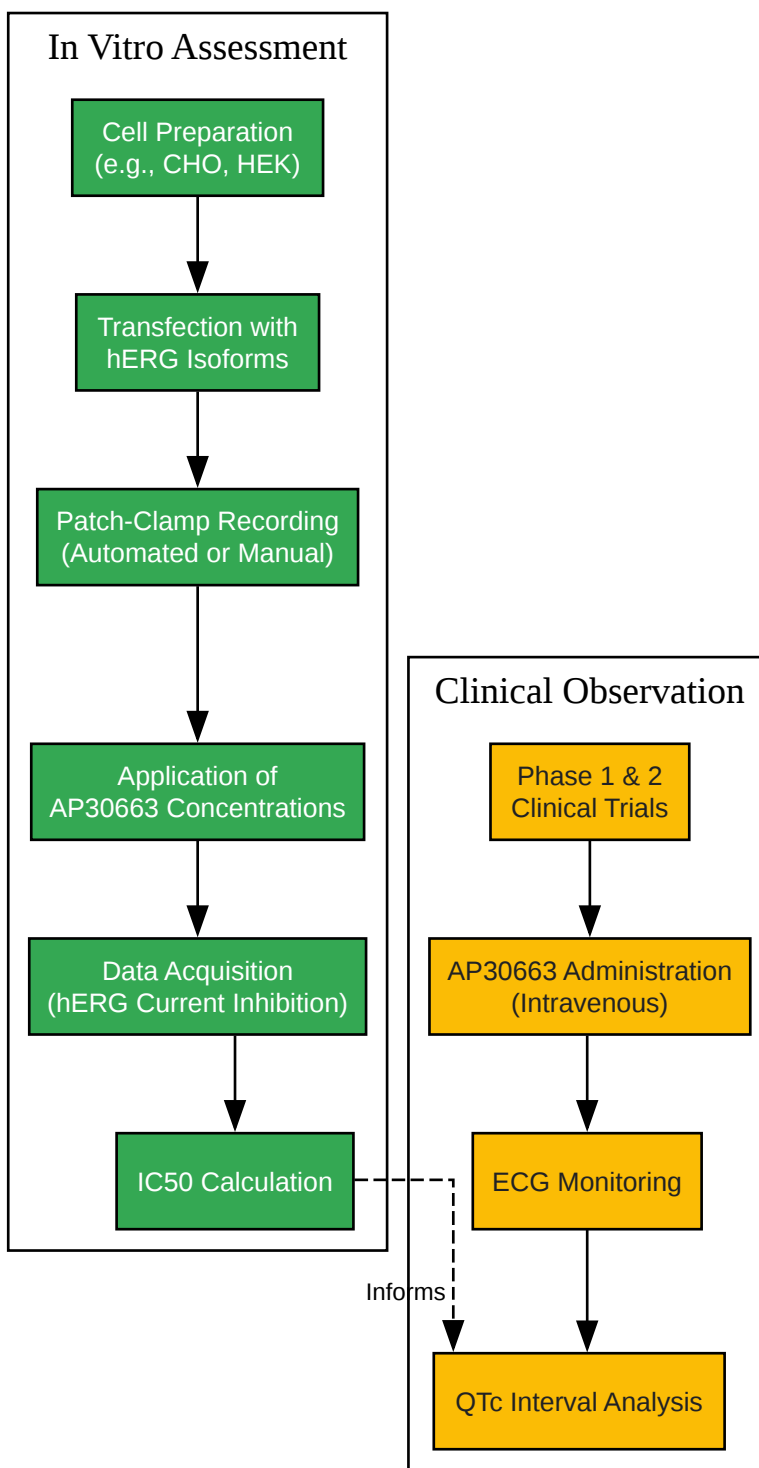 In Vitro Assessment
Cell Preparation
(e.g., CHO, HEK)
Transfection with
hERG Isoforms
Patch-Clamp Recording
(Automated or Manual)
Application of
AP30663 Concentrations
Data Acquisition
(hERG Current Inhibition)
IC50 Calculation
Informs
Clinical Observation
Phase 1 & 2
Clinical Trials
AP30663 Administration
(Intravenous)
ECG Monitoring
QTc Interval Analysis